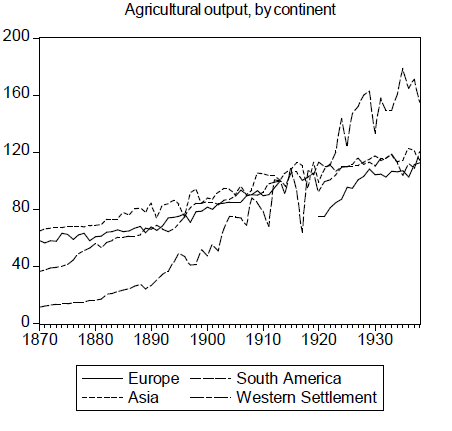 Agricultural output, by continent
200
160
120
80
40
0
1870 1880 1890 1900 1910 1920 1930
Europe South America
Asia Western Settlement